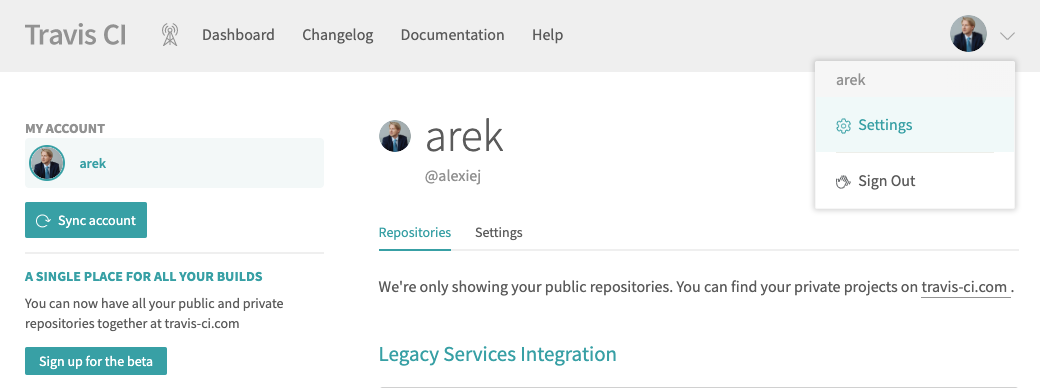 Travis CI
Dashboard Changelog Documentation Help
arek
Settings
Sign Out
MY ACCOUNT
arek
Sync account
A SINGLE PLACE FOR ALL YOUR BUILDS
You can now have all your public and private
repositories together at travis-ci.com
Sign up for the beta
arek
@alexiej
Repositories Settings
We're only showing your public repositories. You can find your private projects on travis-ci.com .
Legacy Services Integration